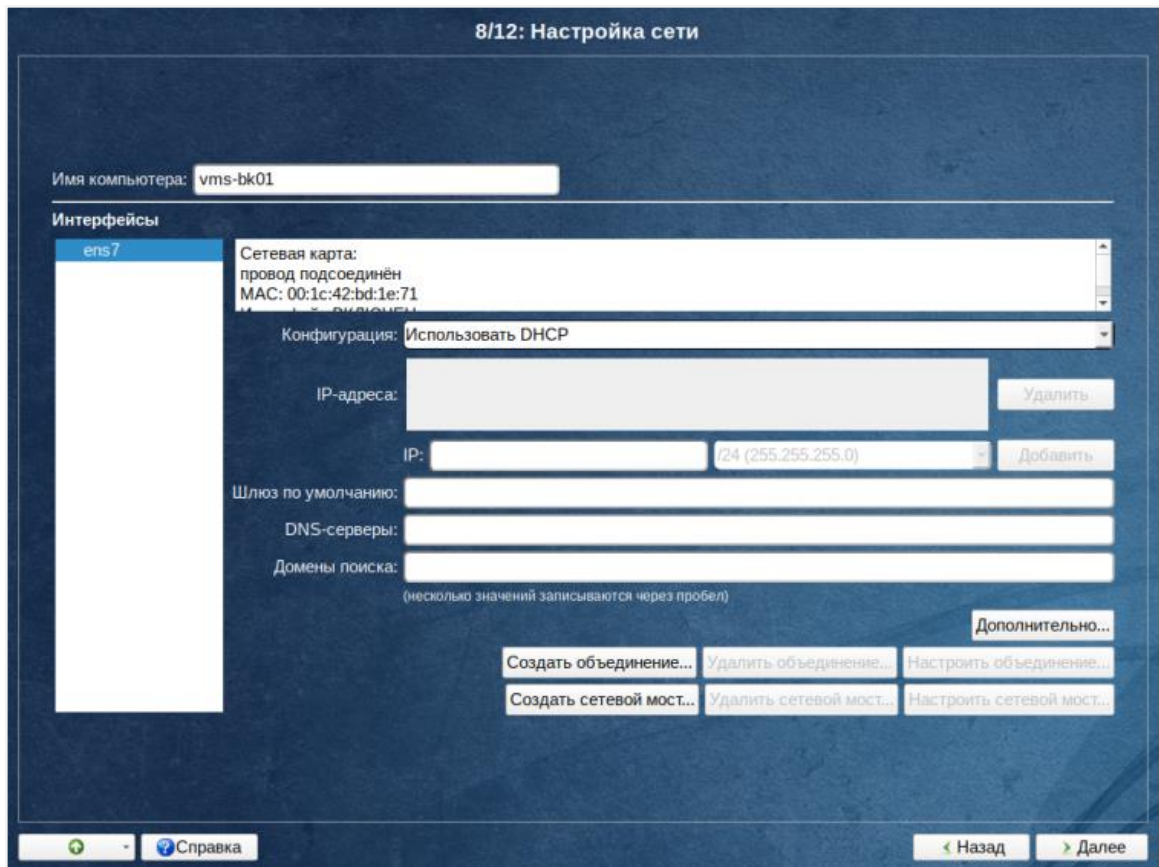 8/12: Настройка сети
Имя компьютера: vms-bk01
Интерфейсы
ens7
Сетевая карта:
провод подсоединён
MAC: 00:1c:42:bd:1e:71
Конфигурация: Использовать DHCP
IP-адреса:
Удалить
IP: /24 (255.255.255.0) Добавить
Шлюз по умолчанию:
DNS-серверы:
Домены поиска:
(несколько значений записываются через пробел)
Дополнительно...
Создать объединение... Удалить объединение... Настроить объединение...
Создать сетевой мост... Удалить сетевой мост... Настроить сетевой мост...
Справка Назад Далее